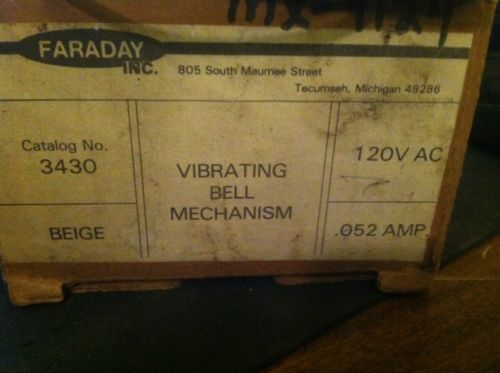 FARADAY
INC.
805 South Maumee Street
Tecumseh, Michigan 49286
Catalog No.
3430
VIBRATING
BELL
MECHANISM
120V AC
BEIGE
.052 AMP.